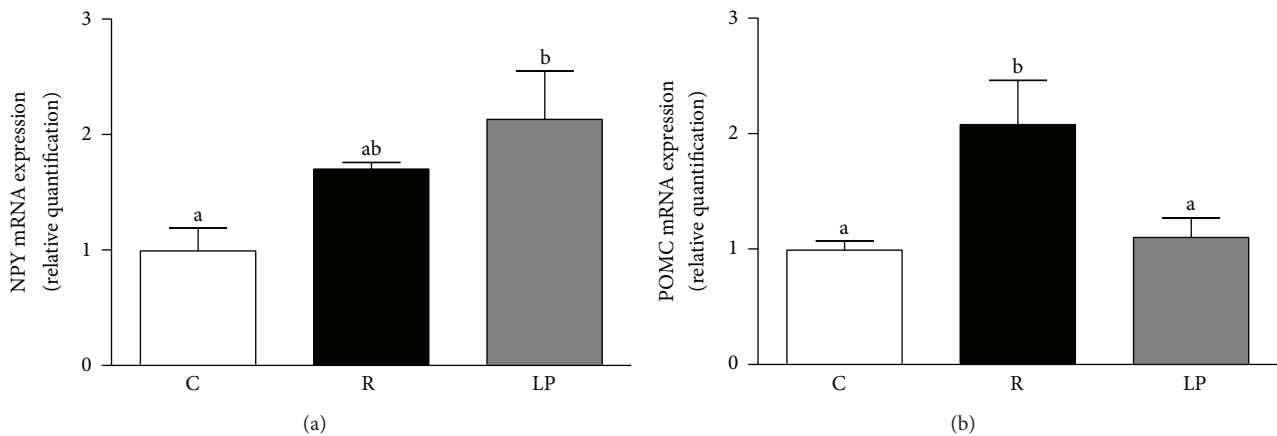 NPY mRNA expression
(relative quantification)
3
2
1
0
a
ab
b
C
R
LP
(a)
POMC mRNA expression
(relative quantification)
3
2
1
0
a
b
a
C
R
LP
(b)